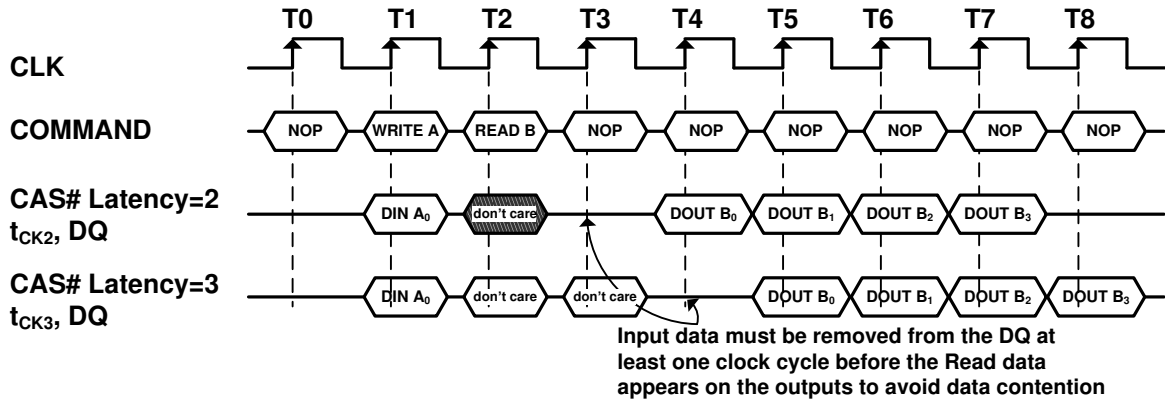 T0 T1 T2 T3 T4 T5 T6 T7 T8
CLK
COMMAND NOP WRITE A READ B NOP NOP NOP NOP NOP NOP
CAS# Latency=2
tCK2, DQ DIN A0 don't care DOUT B0 DOUT B1 DOUT B2 DOUT B3
CAS# Latency=3
tCK3, DQ DIN A0 don't care don't care DOUT B0 DOUT B1 DOUT B2 DOUT B3
Input data must be removed from the DQ at
least one clock cycle before the Read data
appears on the outputs to avoid data contention